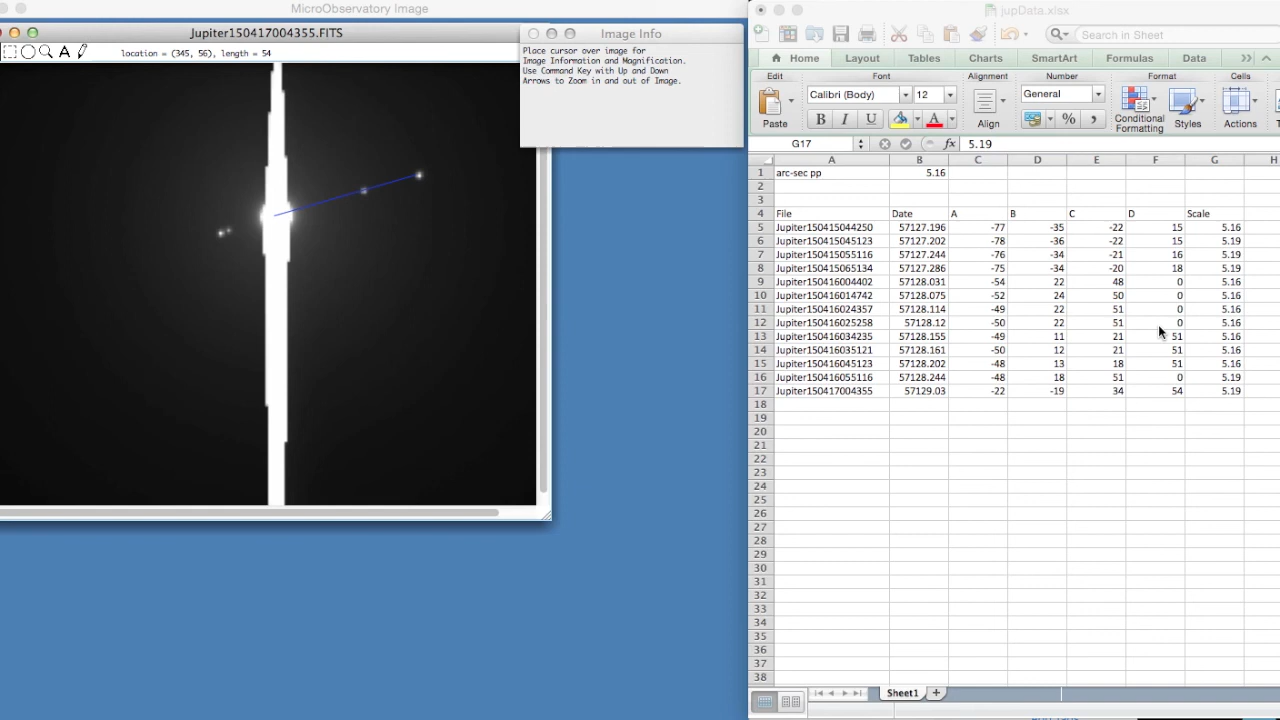 MicroObservatory Image
Jupiter150417004355.FITS
location = (345, 56), length = 54
Image Info
Place cursor over image for
Image Information and Magnification.
Use Command Key with Up and Down
Arrows to Zoom in and out of Image.
jupData.xlsx
Search in Sheet
Home Layout Tables Charts SmartArt Formulas Data
Edit Font Alignment Number Format Cells
Calibri (Body) 12 General
Paste B I U A Align % Conditional Formatting Styles Actions
G17 fx 5.19
A B C D E F G H
1 arc-sec pp 5.16
2
3
4 File Date A B C D Scale
5 Jupiter150415044250 57127.196 -77 -35 -22 5.16
6 Jupiter150415045123 57127.202 -78 -36 -22 5.19
7 Jupiter150415055116 57127.244 -76 -34 -21 18 5.19
8 Jupiter150415065134 57127.286 -75 -34 -20 18 5.19
9 Jupiter150416004402 57128.031 -54 22 48 0 5.16
10 Jupiter150416014742 57128.075 -52 24 50 0 5.16
11 Jupiter150416024357 57128.114 -49 22 51 0 5.16
12 Jupiter150416025258 57128.12 -50 22 51 0 5.16
13 Jupiter150416034235 57128.155 -49 11 21 51 5.16
14 Jupiter150416035121 57128.161 -50 12 21 51 5.16
15 Jupiter150416045123 57128.202 -48 13 18 51 5.16
16 Jupiter150416055116 57128.244 -48 18 51 0 5.19
17 Jupiter150417004355 57129.03 -22 -19 34 54 5.19
18
19
20
21
22
23
24
25
26
27
28
29
30
31
32
33
34
35
36
37
38
Sheet1